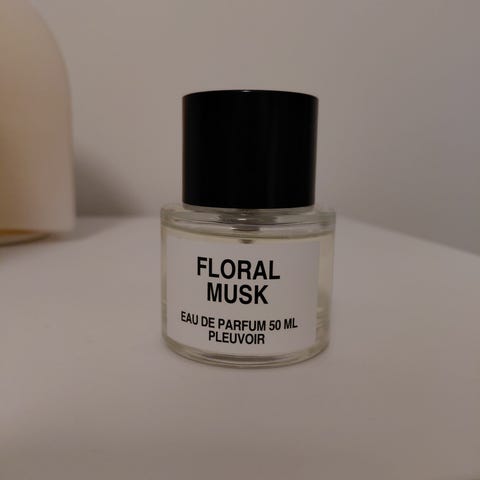 FLORAL
MUSK
EAU DE PARFUM 50 ML
PLEUVOIR